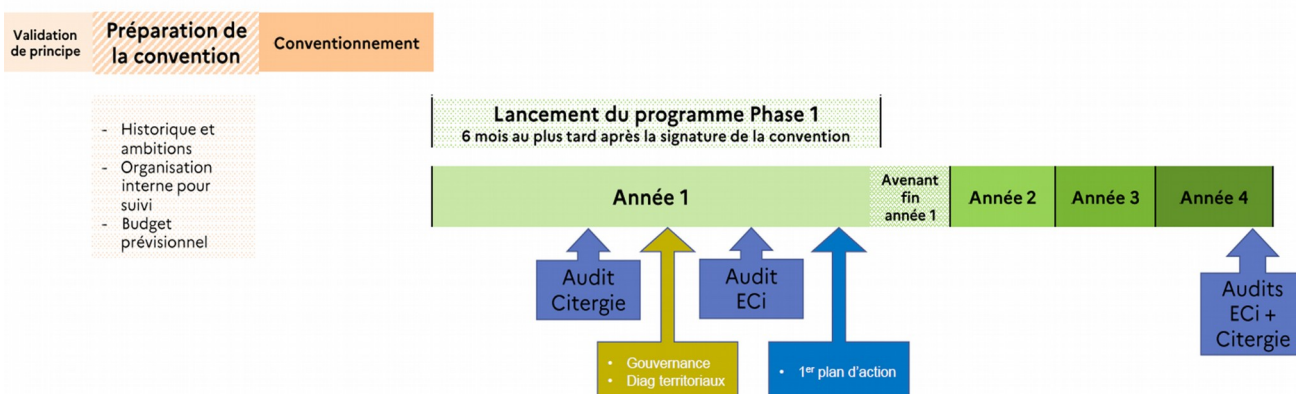 Validation
de principe
Préparation de
la convention
Conventionnement
- Historique et
ambitions
- Organisation
interne pour
suivi
- Budget
prévisionnel
Lancement du programme Phase 1
6 mois au plus tard après la signature de la convention
Année 1
Avenant
fin
année 1
Année 2
Année 3
Année 4
Audit
Citergie
Audit
ECi
Audits
ECi +
Citergie
• Gouvernance
• Diag territoriaux
• 1er plan d'action